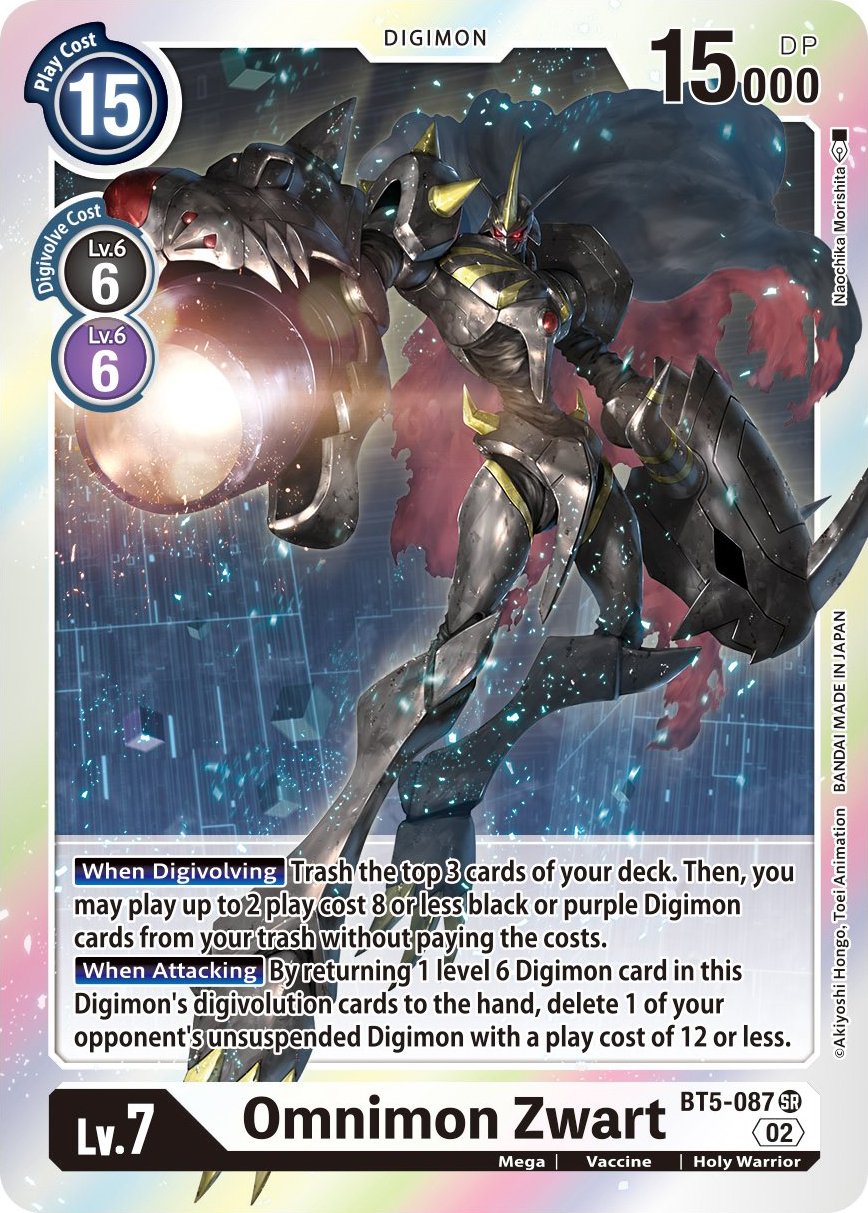 DIGIMON
Play Cost
15
15000
DP
Digivolve Cost
Lv.6
6
Lv.6
6
Naochika Morishita
©Akiyoshi Hongo, Toei Animation BANDAI MADE IN JAPAN
When Digivolving Trash the top 3 cards of your deck. Then, you
may play up to 2 play cost 8 or less black or purple Digimon
cards from your trash without paying the costs.
When Attacking By returning 1 level 6 Digimon card in this
Digimon's digivolution cards to the hand, delete 1 of your
opponent's unsuspended Digimon with a play cost of 12 or less.
Lv.7
Omnimon Zwart
BT5-087 SR
02
Mega | Vaccine | Holy Warrior